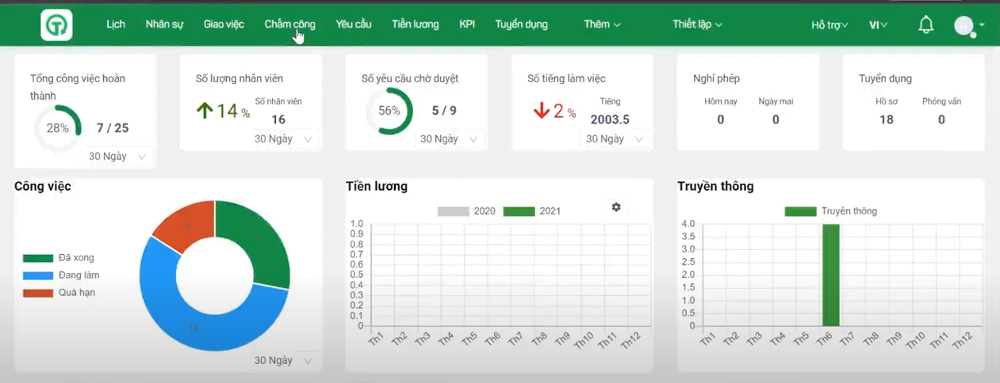 Lịch Nhân sự Giao việc Chấm công Yêu cầu Tiền lương KPI Tuyển dụng Thêm Thiết lập Hỗ trợ VI
Tổng công việc hoàn thành
28% 7 / 25
30 Ngày
Số lượng nhân viên
14 %
Số nhân viên
16
30 Ngày
Số yêu cầu chờ duyệt
56% 5 / 9
30 Ngày
Số tiếng làm việc
2 %
Tiếng
2003.5
30 Ngày
Nghỉ phép
Hôm nay Ngày mai
0 0
Tuyển dụng
Hồ sơ Phỏng vấn
18 0
Công việc
Đã xong
Đang làm
Quá hạn
14
30 Ngày
Tiền lương
2020 2021
1.0
0.9
0.8
0.7
0.6
0.5
0.4
0.3
0.2
0.1
0
Th1 Th2 Th3 Th4 Th5 Th6 Th7 Th8 Th9 Th10 Th11 Th12
Truyền thông
Truyền thông
4.0
3.5
3.0
2.5
2.0
1.5
1.0
0.5
0
Th1 Th2 Th3 Th4 Th5 Th6 Th7 Th8 Th9 Th10 Th11 Th12